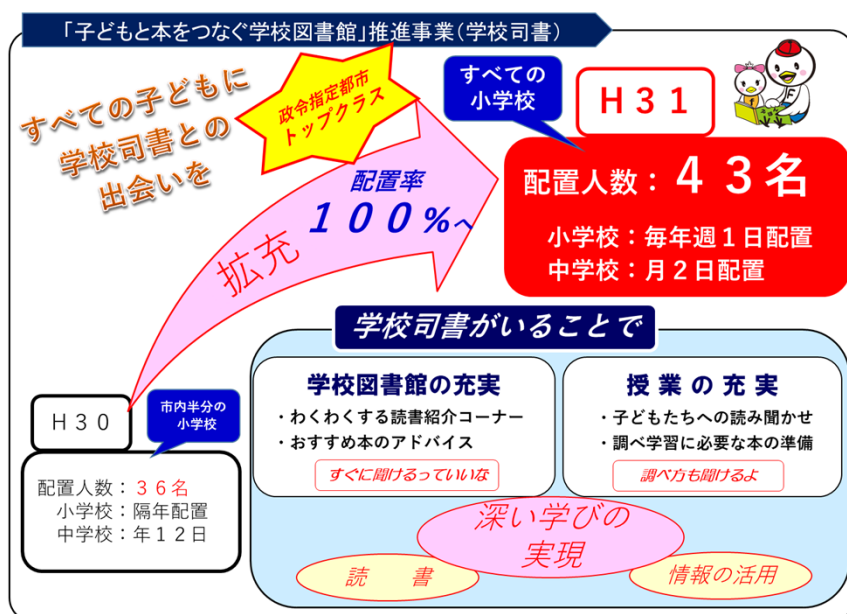 「子どもと本をつなぐ学校図書館」推進事業（学校司書）
すべての子どもに
学校司書との
出会いを
政令指定都市
トップクラス
すべての
小学校
Ｈ３１
配置人数：４３名
小学校：毎年週１日配置
中学校：月２日配置
配置率
１００％へ
拡充
Ｈ３０
市内半分の
小学校
配置人数：３６名
小学校：隔年配置
中学校：年１２日
学校司書がいることで
学校図書館の充実
・わくわくする読書紹介コーナー
・おすすめ本のアドバイス
すぐに聞けるっていいな
授業の充実
・子どもたちへの読み聞かせ
・調べ学習に必要な本の準備
調べ方も聞けるよ
深い学びの
実現
読　書
情報の活用